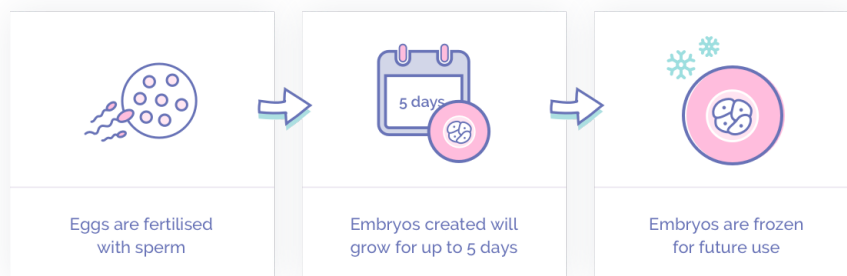 5 days
Eggs are fertilised
with sperm
Embryos created will
grow for up to 5 days
Embryos are frozen
for future use